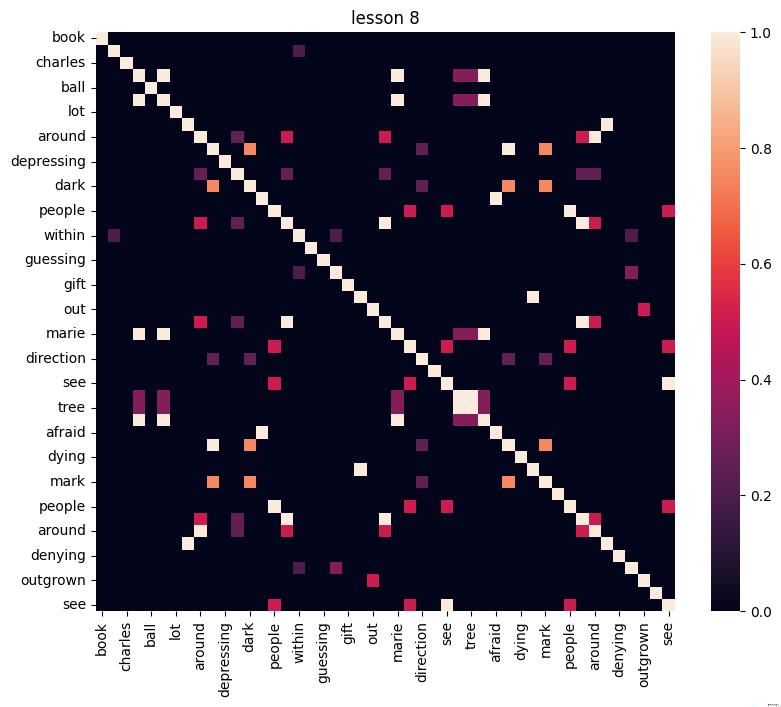 lesson 8
book
charles
ball
lot
around
depressing
dark
people
within
guessing
gift
out
marie
direction
see
tree
afraid
dying
mark
people
around
denying
outgrown
see
book
charles
ball
lot
around
depressing
dark
people
within
guessing
gift
out
marie
direction
see
tree
afraid
dying
mark
people
around
denying
outgrown
see
1.0
0.8
0.6
0.4
0.2
0.0